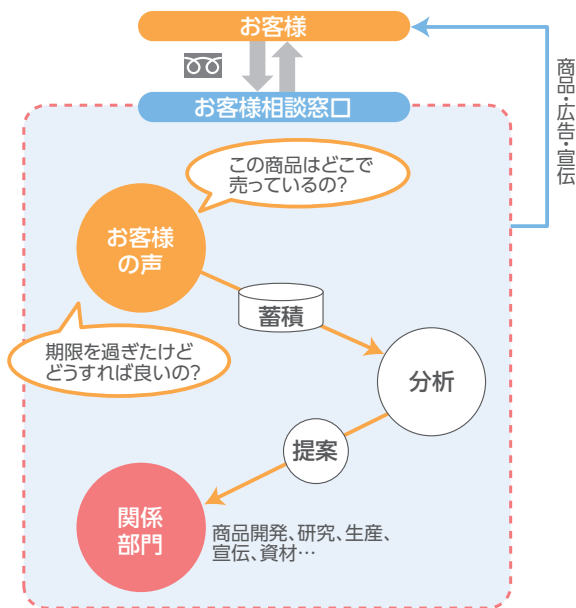 お客様
お客様相談窓口
商品・広告・宣伝
この商品はどこで
売っているの?
お客様
の声
蓄積
期限を過ぎたけど
どうすれば良いの?
分析
提案
関係
部門
商品開発、研究、生産、
宣伝、資材…